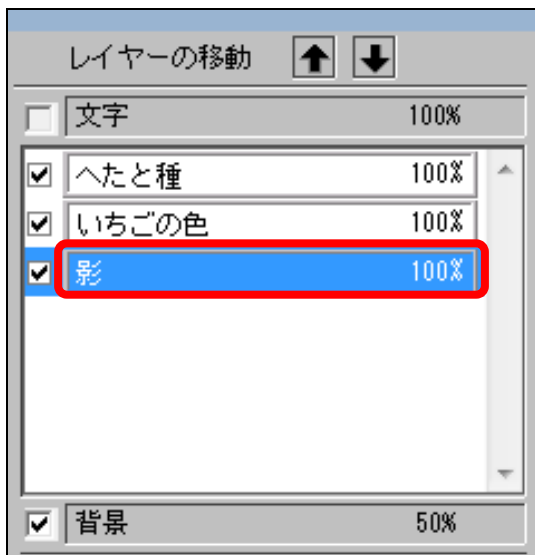 レイヤーの移動
文字 100%
へたと種 100%
いちごの色 100%
影 100%
背景 50%